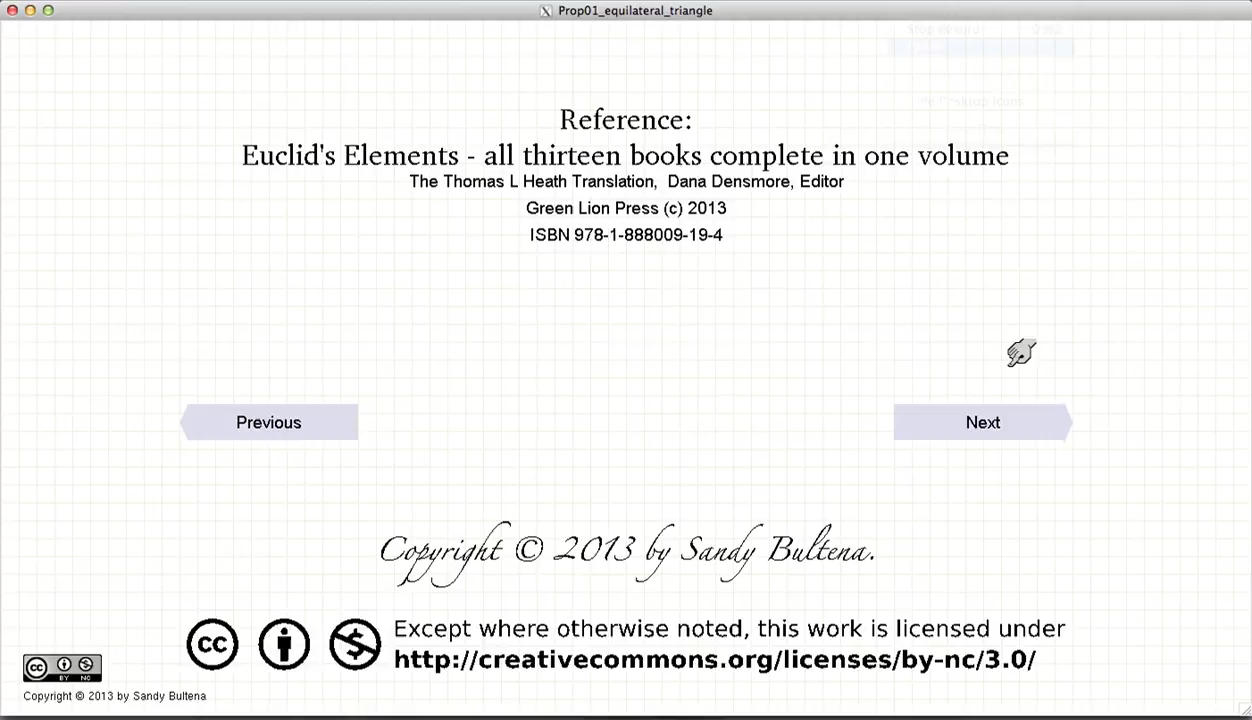 Prop01_equilateral_triangle
Reference:
Euclid's Elements - all thirteen books complete in one volume
The Thomas L Heath Translation, Dana Densmore, Editor
Green Lion Press (c) 2013
ISBN 978-1-888009-19-4
Previous
Next
Copyright © 2013 by Sandy Bultena.
Except where otherwise noted, this work is licensed under
http://creativecommons.org/licenses/by-nc/3.0/
cc
BY NC
Copyright © 2013 by Sandy Bultena